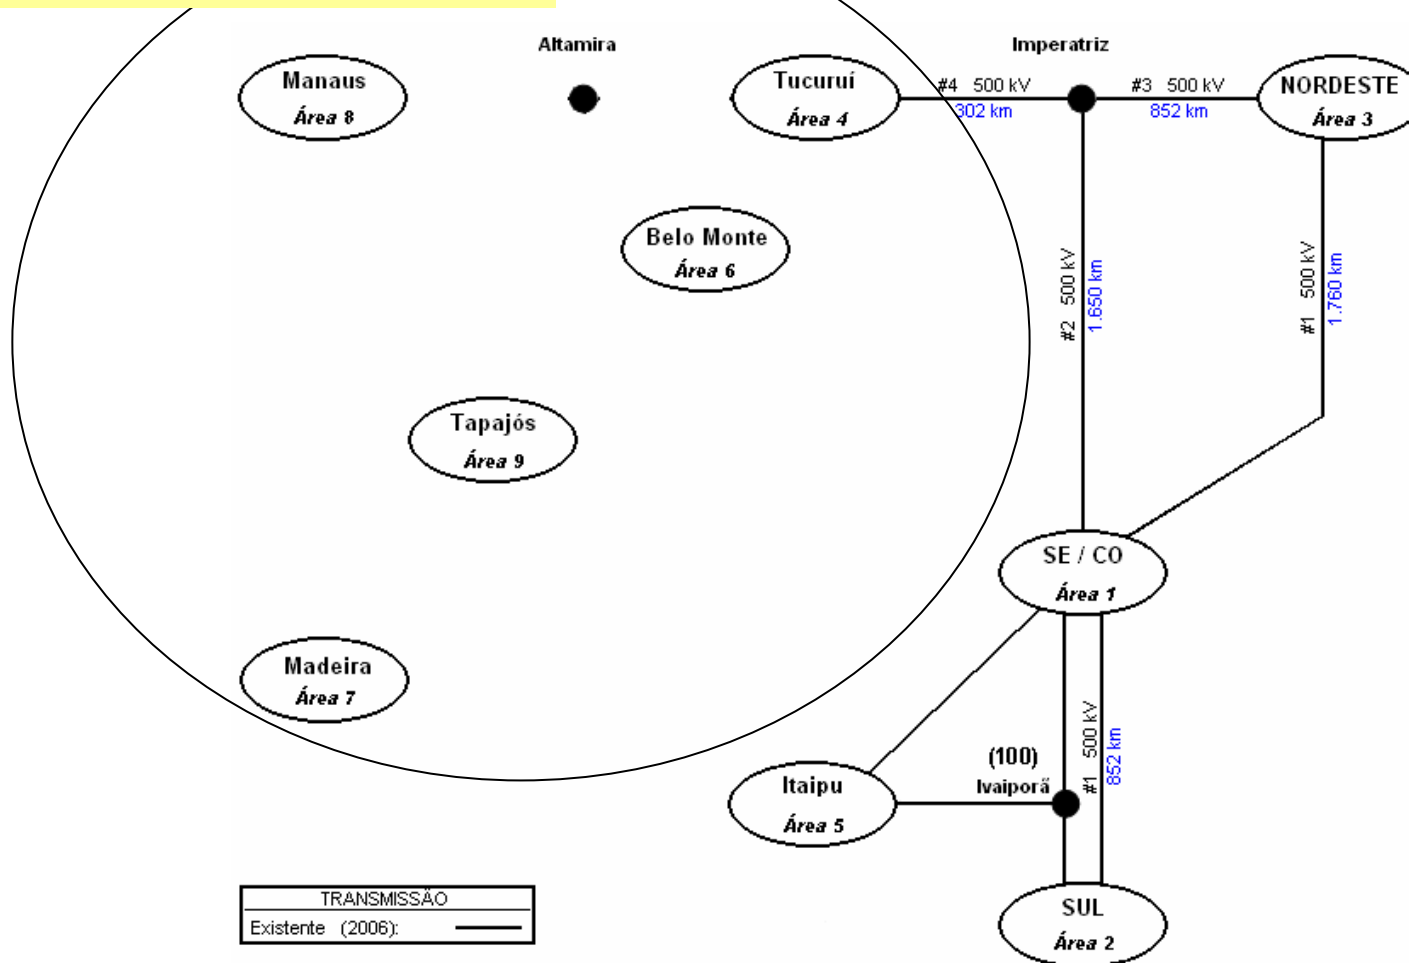 Altamira
Imperatriz
Manaus
Área 8
Tucuruí
Área 4
#4 500 kV
302 km
#3 500 kV
852 km
NORDESTE
Área 3
Belo Monte
Área 6
#2 500 kV
1.650 km
#1 500 kV
1.760 km
Tapajós
Área 9
SE / CO
Área 1
Madeira
Área 7
#1 500 kV
852 km
(100)
Ivaiporã
Itaipu
Área 5
TRANSMISSÃO
Existente (2006):
SUL
Área 2